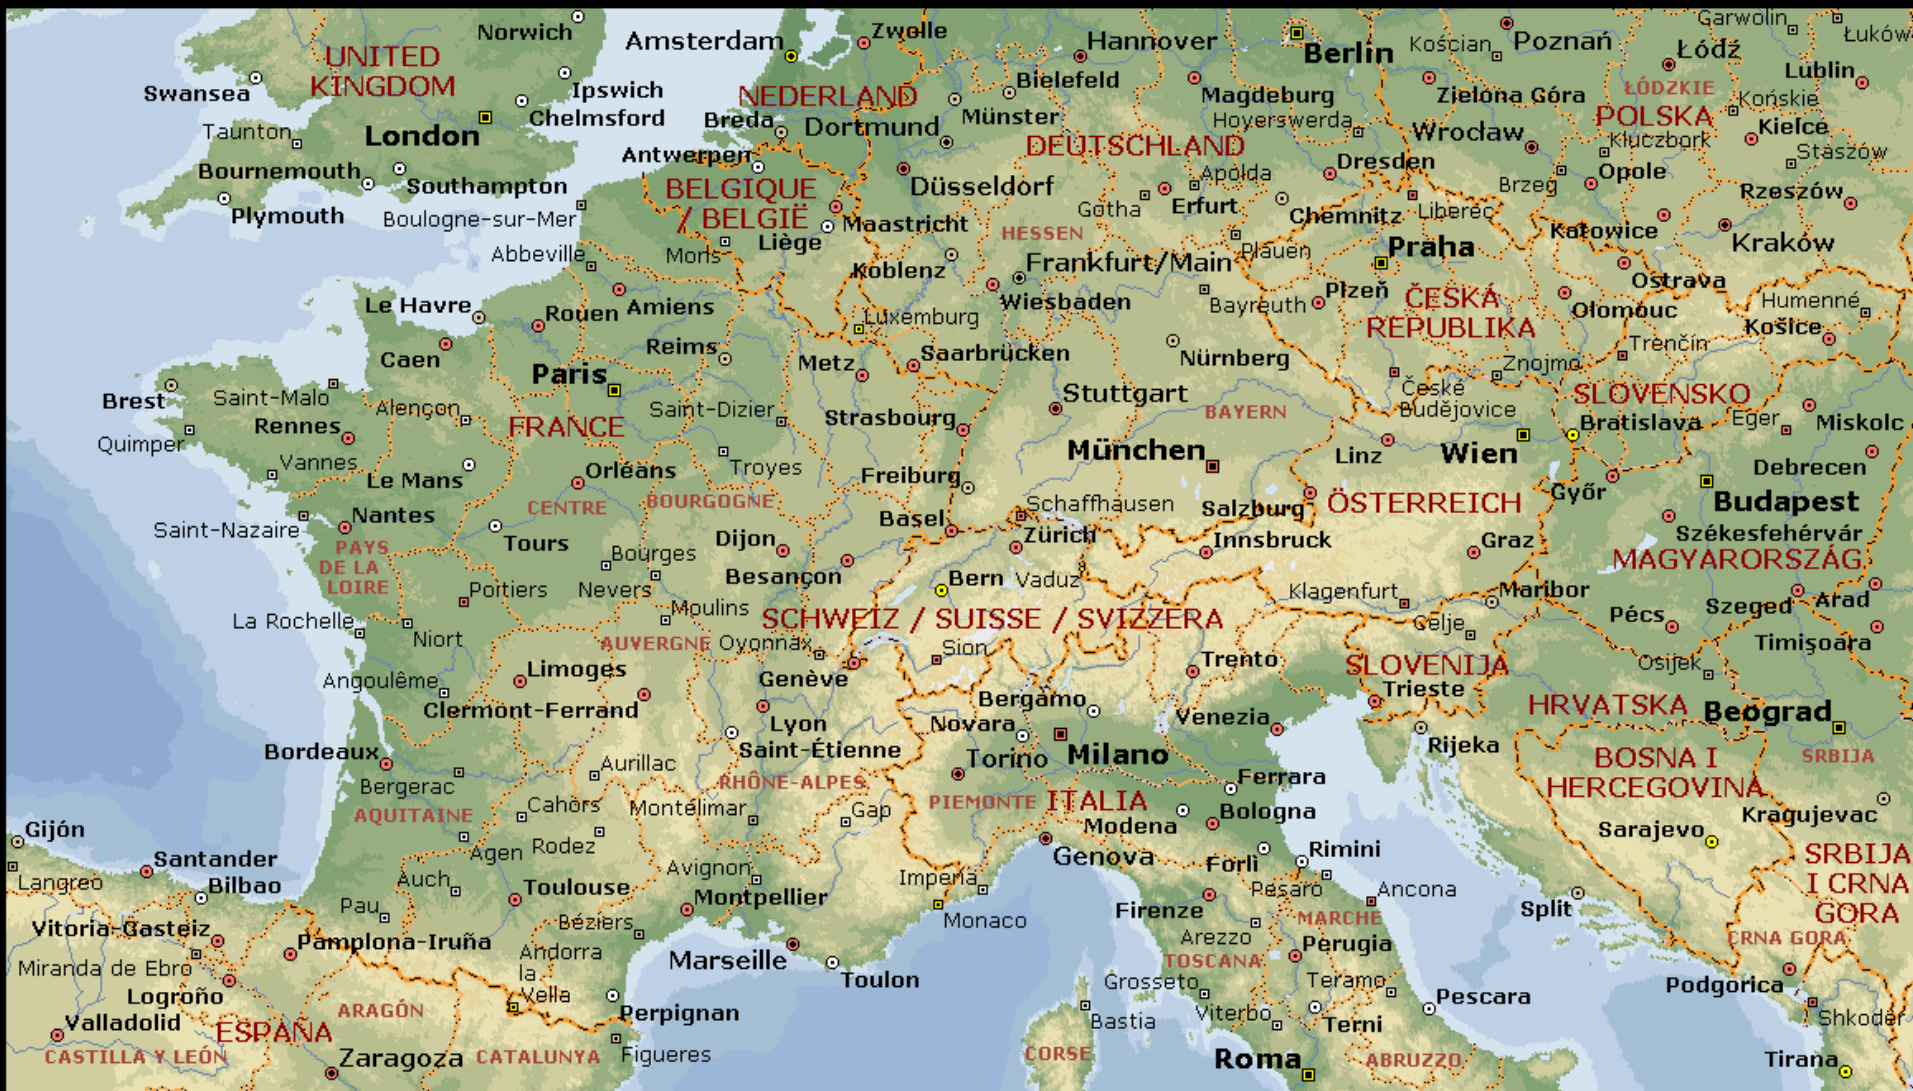 Norwich
Amsterdam
Zwolle
Hannover
Berlin
Kościan
Poznań
Garwolin
Łódź
Łuków
UNITED
KINGDOM
Swansea
Ipswich
Chelmsford
London
Taunton
Bournemouth
Southampton
Plymouth
NEDERLAND
Breda
Dortmund
Bielefeld
Münster
Magdeburg
Hoyerswerda
Zielona Góra
ŁÓDZKIE
Lublin
POLSKA
Końskie
Kielce
Wrocław
Kluczbork
Staszów
Antwerpen
DEUTSCHLAND
Dresden
Düsseldorf
Apolda
Gotha
Erfurt
Chemnitz
Liberec
Brzeg
Opole
Rzeszów
BELGIQUE
/ BELGIË
Boulogne-sur-Mer
Maastricht
Liège
HESSEN
Plauen
Praha
Katowice
Kraków
Abbeville
Mons
Koblenz
Frankfurt/Main
Wiesbaden
Bayreuth
Plzeň
ČESKÁ
REPUBLIKA
Ostrava
Olomouc
Humenné
Košice
Le Havre
Rouen
Amiens
Luxemburg
Caen
Reims
Metz
Saarbrücken
Nürnberg
Znojmo
Trenčín
Paris
Brest
Saint-Malo
Alençon
Saint-Dizier
Strasbourg
Stuttgart
BAYERN
České
Budějovice
SLOVENSKO
Bratislava
Eger
Miskolc
Rennes
FRANCE
Quimper
Vannes
Le Mans
Orléans
Troyes
Freiburg
München
Linz
Wien
Debrecen
CENTRE
BOURGOGNE
Schaffhausen
Salzburg
ÖSTERREICH
Győr
Budapest
Saint-Nazaire
Nantes
Tours
Dijon
Basel
Zürich
Innsbruck
Graz
Székesfehérvár
MAGYARORSZÁG
PAYS
DE LA
LOIRE
Bourges
Besançon
Nevers
Bern
Vaduz
Klagenfurt
Maribor
Poitiers
Moulins
Pécs
Szeged
Arad
La Rochelle
Niort
SCHWEIZ / SUISSE / SVIZZERA
Celje
Timişoara
AUVERGNE
Oyonnax
Sion
Trento
SLOVENIJA
Osijek
Limoges
Genève
Angoulême
Clermont-Ferrand
Bergamo
Trieste
HRVATSKA
Beograd
Lyon
Novara
Venezia
Rijeka
Bordeaux
Saint-Étienne
Torino
Milano
BOSNA I
HERCEGOVINA
SRBIJA
Aurillac
Bergerac
RHÔNE-ALPES
Ferrara
AQUITAINE
Cahors
Montélimar
Gap
PIEMONTE
ITALIA
Bologna
Modena
Kragujevac
Sarajevo
Gijón
Agen
Rodez
Genova
Forlì
Rimini
SRBIJA
I CRNA
GORA
Santander
Bilbao
Langreo
Auch
Toulouse
Avignon
Montpellier
Imperia
Monaco
Pesaro
Ancona
Firenze
MARCHE
Split
Vitoria-Gasteiz
Pau
Béziers
Pamplona-Iruña
Arezzo
Perugia
CRNA GORA
Miranda de Ebro
Andorra
la
Vella
Marseille
Toulon
TOSCANA
Grosseto
Teramo
Podgorica
Logroño
ARAGÓN
Perpignan
Bastia
Viterbo
Terni
Pescara
Shkodër
Valladolid
ESPAÑA
CASTILLA Y LEÓN
Zaragoza
CATALUNYA
Figueres
CORSE
Roma
ABRUZZO
Tirana